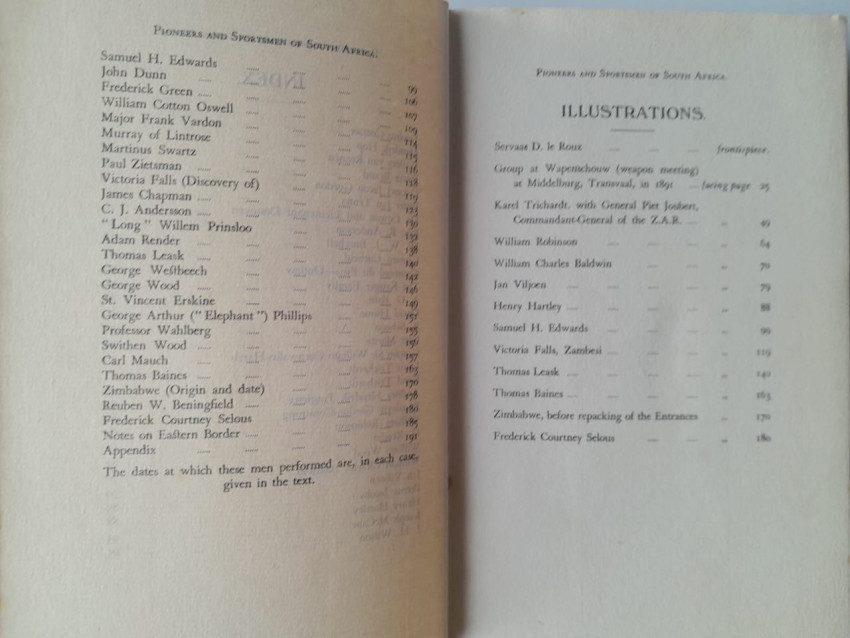 PIONEERS AND SPORTSMEN OF SOUTH AFRICA.
Samuel H. Edwards 99
John Dunn 106
Frederick Green 107
William Cotton Oswell 109
Major Frank Vardon 114
Murray of Lintrose 115
Martinus Swartz 116
Paul Zietsman 118
Victoria Falls (Discovery of) 119
James Chapman 123
C. J. Andersson 131
"Long" Willem Prinsloo 132
Adam Render 138
Thomas Leask 140
George Westbeech 142
George Wood 146
St. Vincent Erskine 149
George Arthur ("Elephant") Phillips 151
Professor Wahlberg 155
Swithen Wood 156
Carl Mauch 157
Thomas Baines 163
Zimbabwe (Origin and date) 170
Reuben W. Beningfield 178
Frederick Courtney Selous 180
Notes on Eastern Border 185
Appendix 191
The dates at which these men performed are, in each case,
given in the text.
PIONEERS AND SPORTSMEN OF SOUTH AFRICA.
ILLUSTRATIONS.
Servaas D. le Roux frontispiece.
Group at Wapenschouw (weapon meeting)
at Middelburg, Transvaal, in 1891 facing page 25
Karel Trichardt, with General Piet Joubert,
Commandant-General of the Z.A.R. „ 49
William Robinson „ 64
William Charles Baldwin „ 70
Jan Viljoen „ 79
Henry Hartley „ 88
Samuel H. Edwards „ 99
Victoria Falls, Zambesi „ 119
Thomas Leask „ 140
Thomas Baines „ 163
Zimbabwe, before repacking of the Entrances „ 170
Frederick Courtney Selous „ 180